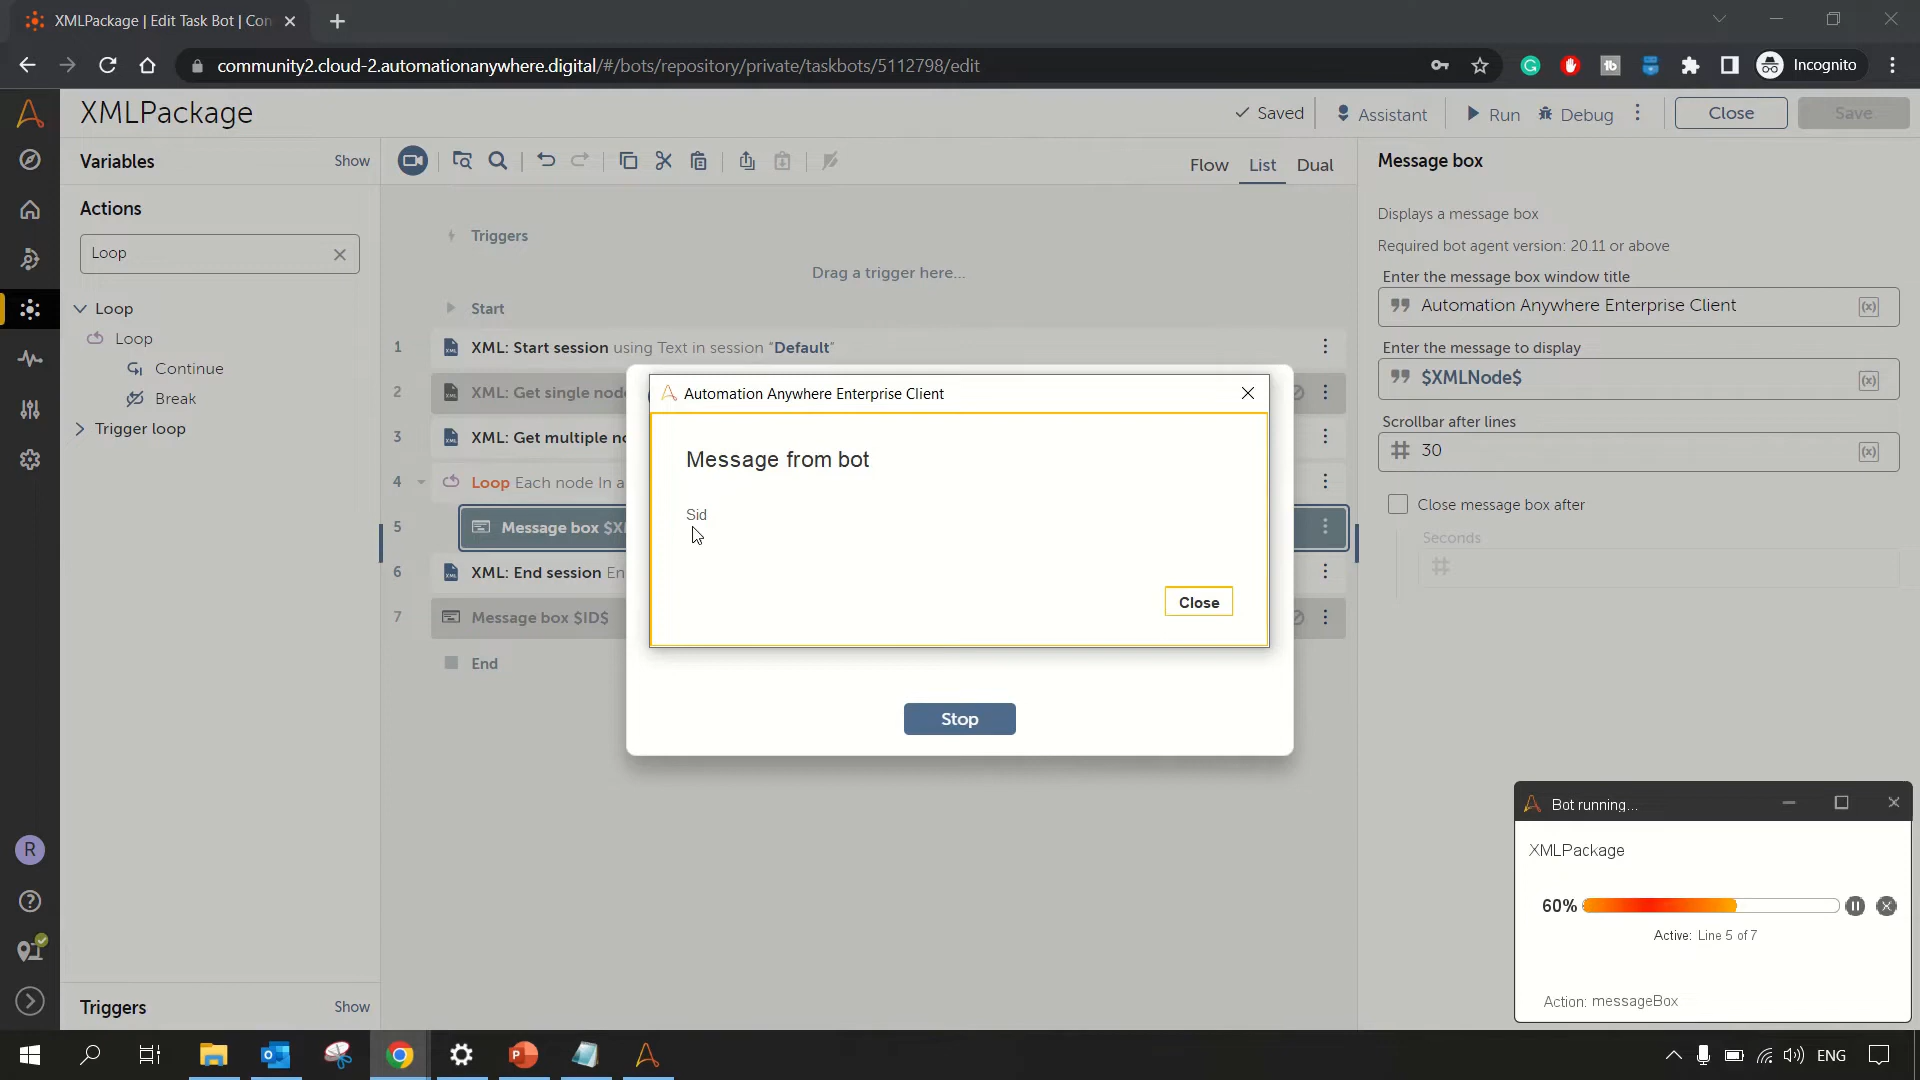 XMLPackage | Edit Task Bot | Con
community2.cloud-2.automationanywhere.digital/#/bots/repository/private/taskbots/5112798/edit
Incognito
XMLPackage
Saved
Assistant
Run
Debug
Close
Save
Variables
Show
Actions
Loop
Loop
Loop
Continue
Break
Trigger loop
Triggers
Show
Flow
List
Dual
Triggers
Drag a trigger here...
Start
1 XML: Start session using Text in session "Default"
2 XML: Get single node
3 XML: Get multiple no
4 Loop Each node In a
5 Message box $XM
6 XML: End session En
7 Message box $ID$
End
Automation Anywhere Enterprise Client
Message from bot
Sid
Close
Stop
Message box
Displays a message box
Required bot agent version: 20.11 or above
Enter the message box window title
Automation Anywhere Enterprise Client
(x)
Enter the message to display
$XMLNode$
(x)
Scrollbar after lines
30
(x)
Close message box after
Seconds
Bot running...
XMLPackage
60%
Active: Line 5 of 7
Action: messageBox
R
ENG